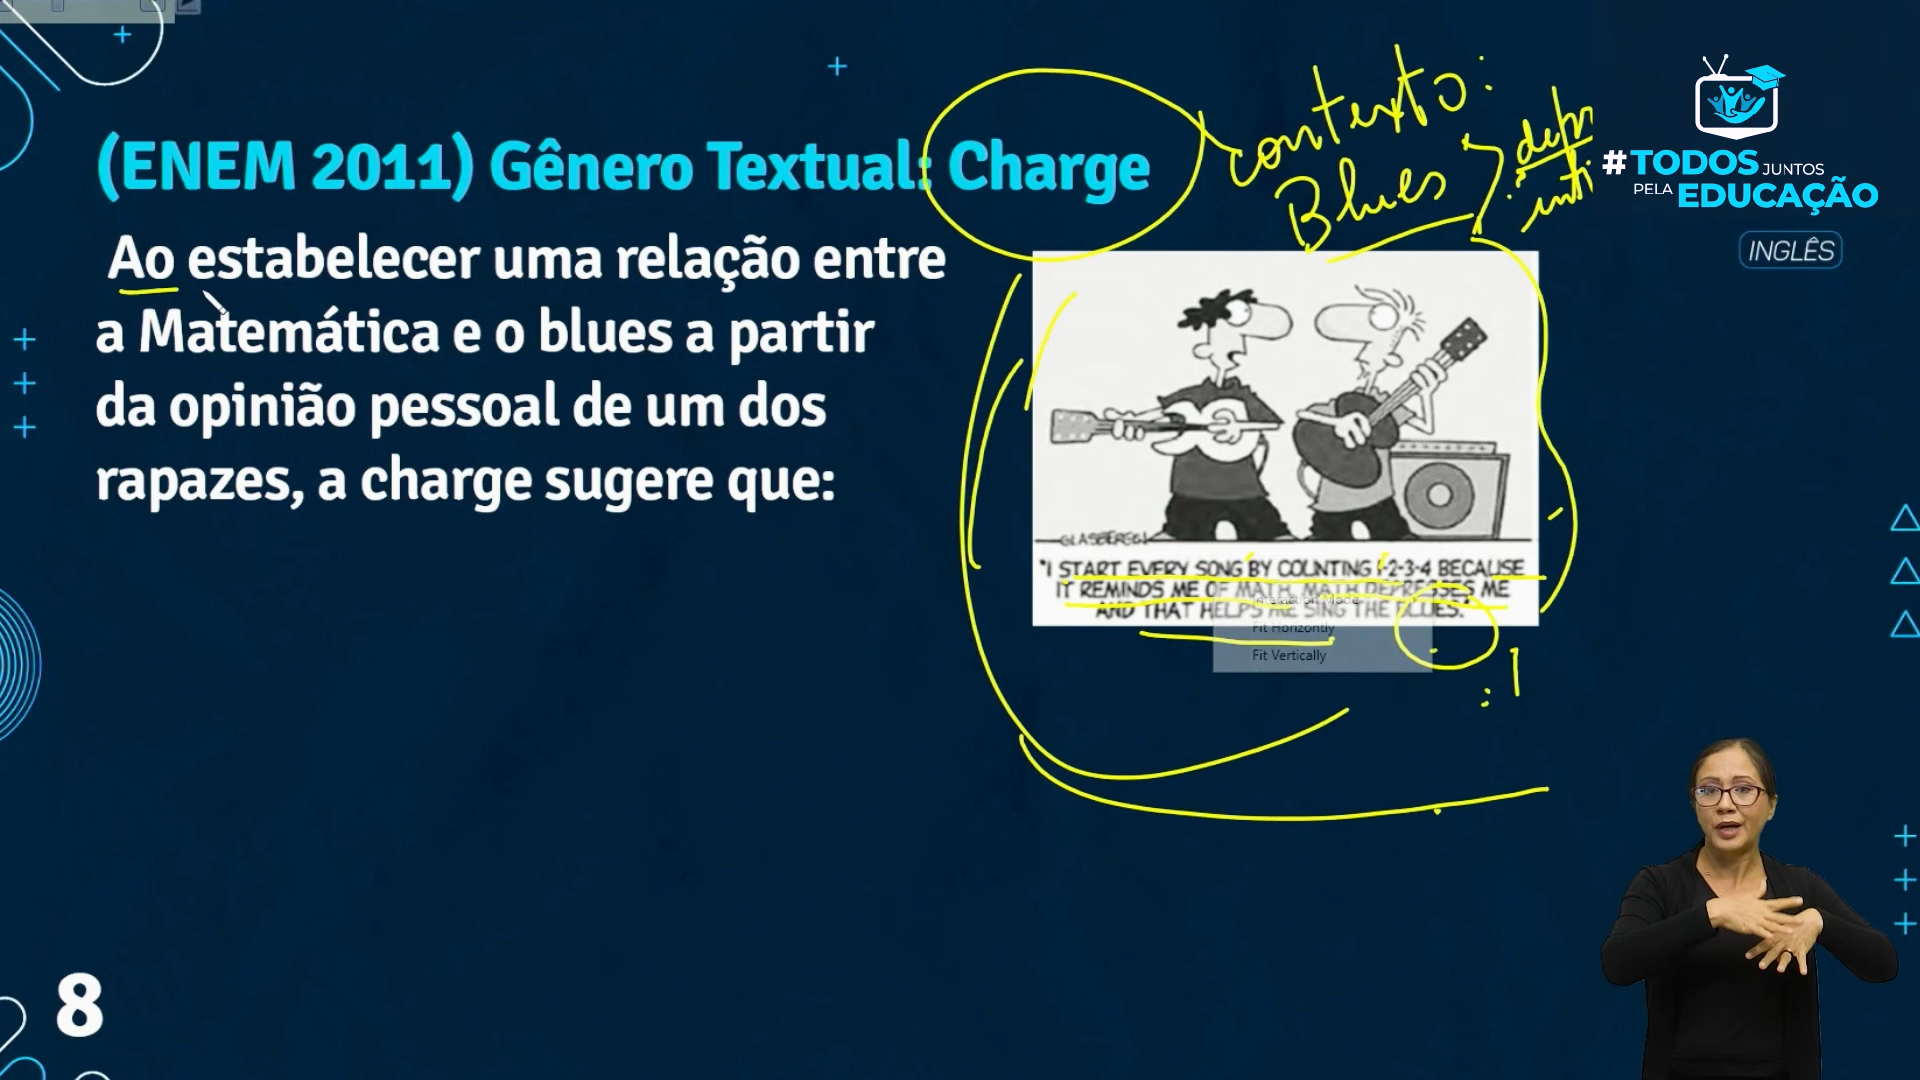 (ENEM 2011) Gênero Textual: Charge
Ao estabelecer uma relação entre
a Matemática e o blues a partir
da opinião pessoal de um dos
rapazes, a charge sugere que:
contexto:
Blues
#TODOS JUNTOS
PELA EDUCAÇÃO
INGLÊS
GLASBERGEN
"I START EVERY SONG BY COUNTING 1-2-3-4 BECAUSE
IT REMINDS ME OF MATH. MATH DEPRESSES ME
AND THAT HELPS ME SING THE BLUES."
Fit Horizontly
Fit Vertically
8